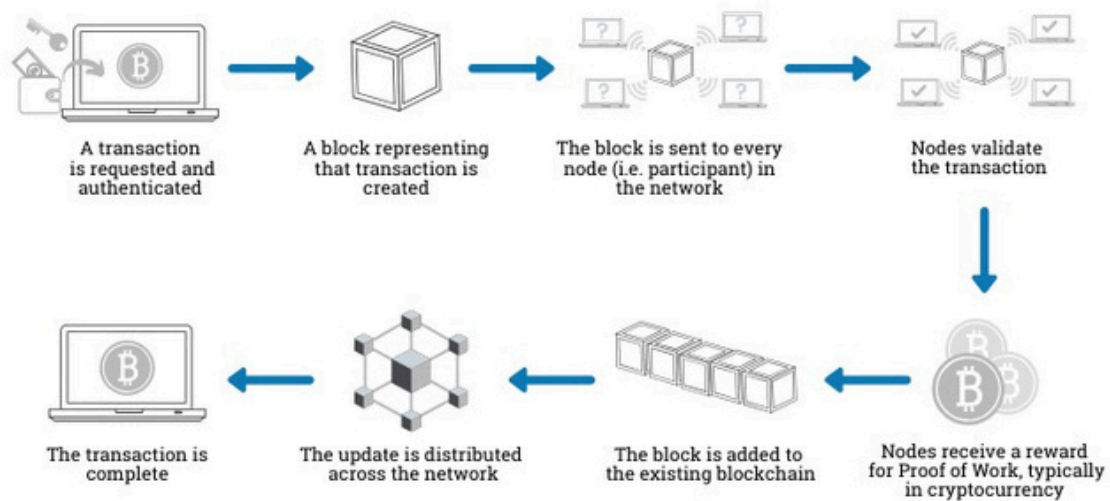 A transaction
is requested and
authenticated
A block representing
that transaction is
created
The block is sent to every
node (i.e. participant) in
the network
Nodes validate
the transaction
Nodes receive a reward
for Proof of Work, typically
in cryptocurrency
The block is added to
the existing blockchain
The update is distributed
across the network
The transaction is
complete